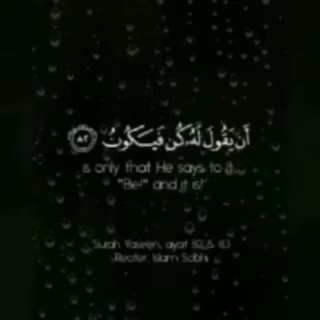 أَن يَقُولَ لَهُۥ كُن فَيَكُونُ ٨٢
is only that He says to it,
"Be!" and it is!
Surah Yaseen, ayat 82 & 83
Reciter: Islam Sobhi